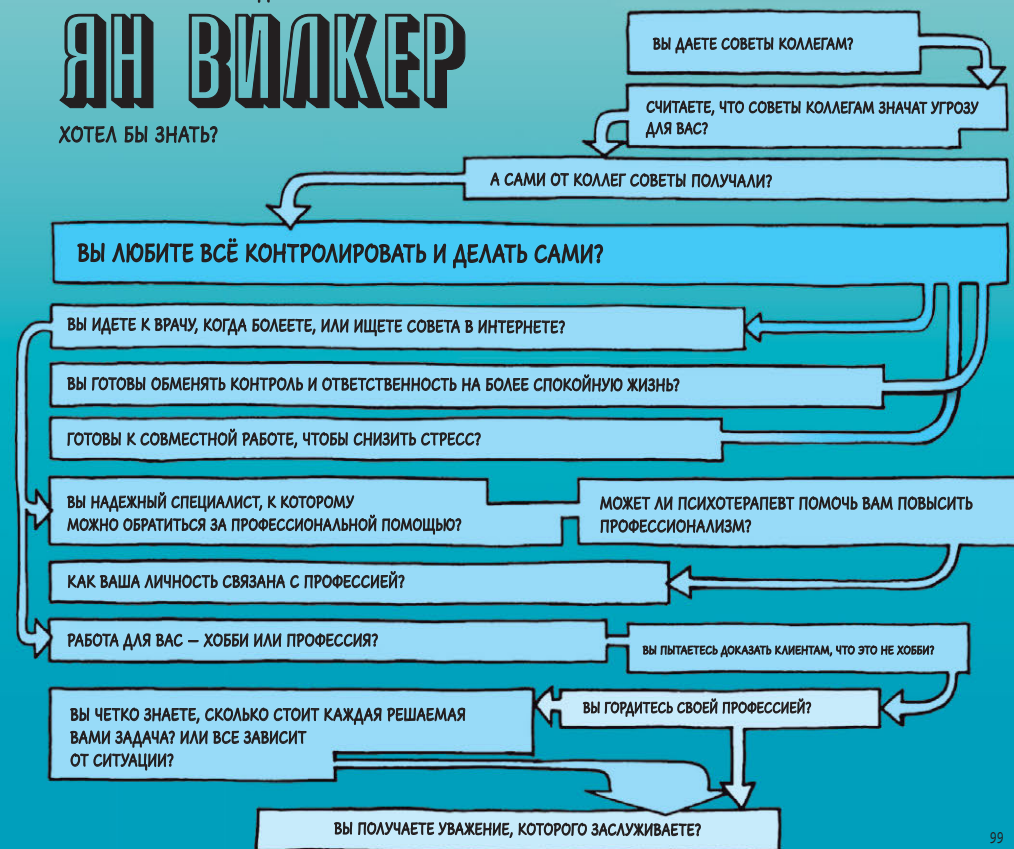 ЯН ВИЛКЕР
ХОТЕЛ БЫ ЗНАТЬ?
ВЫ ДАЕТЕ СОВЕТЫ КОЛЛЕГАМ?
СЧИТАЕТЕ, ЧТО СОВЕТЫ КОЛЛЕГАМ ЗНАЧАТ УГРОЗУ
ДЛЯ ВАС?
А САМИ ОТ КОЛЛЕГ СОВЕТЫ ПОЛУЧАЛИ?
ВЫ ЛЮБИТЕ ВСЁ КОНТРОЛИРОВАТЬ И ДЕЛАТЬ САМИ?
ВЫ ИДЕТЕ К ВРАЧУ, КОГДА БОЛЕЕТЕ, ИЛИ ИЩЕТЕ СОВЕТА В ИНТЕРНЕТЕ?
ВЫ ГОТОВЫ ОБМЕНЯТЬ КОНТРОЛЬ И ОТВЕТСТВЕННОСТЬ НА БОЛЕЕ СПОКОЙНУЮ ЖИЗНЬ?
ГОТОВЫ К СОВМЕСТНОЙ РАБОТЕ, ЧТОБЫ СНИЗИТЬ СТРЕСС?
ВЫ НАДЕЖНЫЙ СПЕЦИАЛИСТ, К КОТОРОМУ
МОЖНО ОБРАТИТЬСЯ ЗА ПРОФЕССИОНАЛЬНОЙ ПОМОЩЬЮ?
МОЖЕТ ЛИ ПСИХОТЕРАПЕВТ ПОМОЧЬ ВАМ ПОВЫСИТЬ
ПРОФЕССИОНАЛИЗМ?
КАК ВАША ЛИЧНОСТЬ СВЯЗАНА С ПРОФЕССИЕЙ?
РАБОТА ДЛЯ ВАС – ХОББИ ИЛИ ПРОФЕССИЯ?
ВЫ ПЫТАЕТЕСЬ ДОКАЗАТЬ КЛИЕНТАМ, ЧТО ЭТО НЕ ХОББИ?
ВЫ ГОРДИТЕСЬ СВОЕЙ ПРОФЕССИЕЙ?
ВЫ ЧЕТКО ЗНАЕТЕ, СКОЛЬКО СТОИТ КАЖДАЯ РЕШАЕМАЯ
ВАМИ ЗАДАЧА? ИЛИ ВСЕ ЗАВИСИТ
ОТ СИТУАЦИИ?
ВЫ ПОЛУЧАЕТЕ УВАЖЕНИЕ, КОТОРОГО ЗАСЛУЖИВАЕТЕ?
99